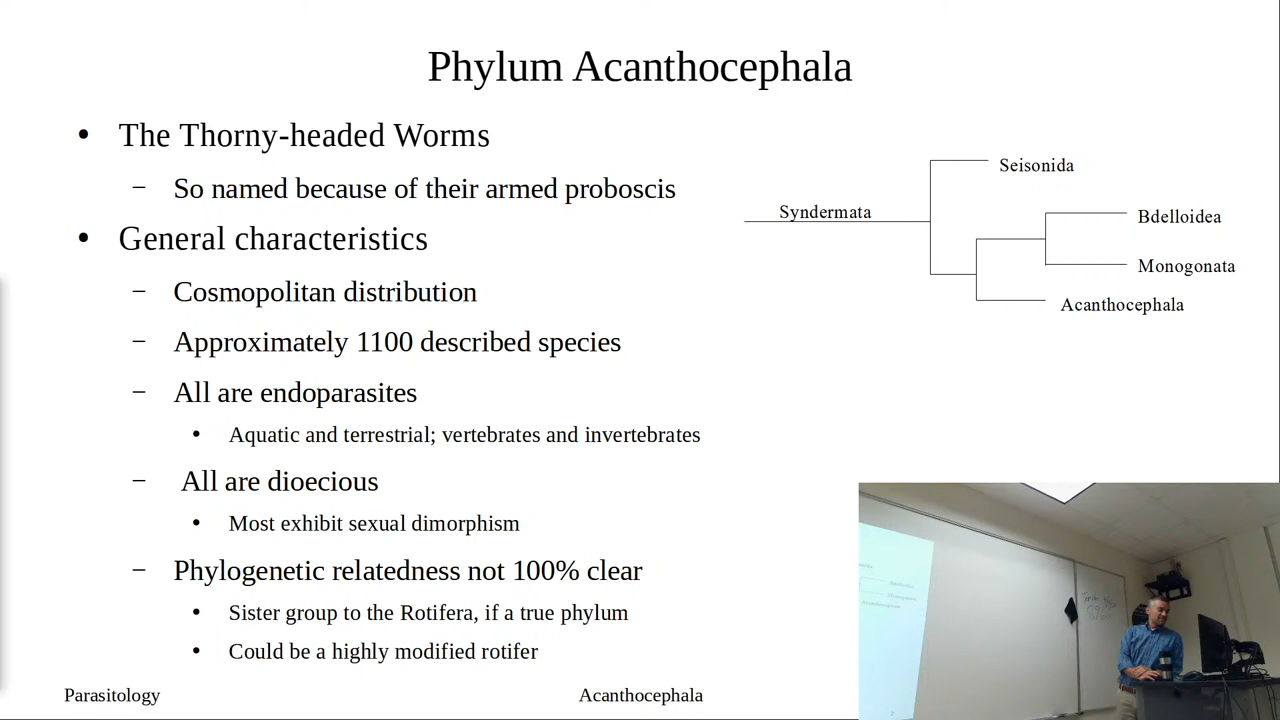 Phylum Acanthocephala
• The Thorny-headed Worms
– So named because of their armed proboscis
• General characteristics
– Cosmopolitan distribution
– Approximately 1100 described species
– All are endoparasites
• Aquatic and terrestrial; vertebrates and invertebrates
– All are dioecious
• Most exhibit sexual dimorphism
– Phylogenetic relatedness not 100% clear
• Sister group to the Rotifera, if a true phylum
• Could be a highly modified rotifer
Syndermata
Seisonida
Bdelloidea
Monogonata
Acanthocephala
Parasitology
Acanthocephala